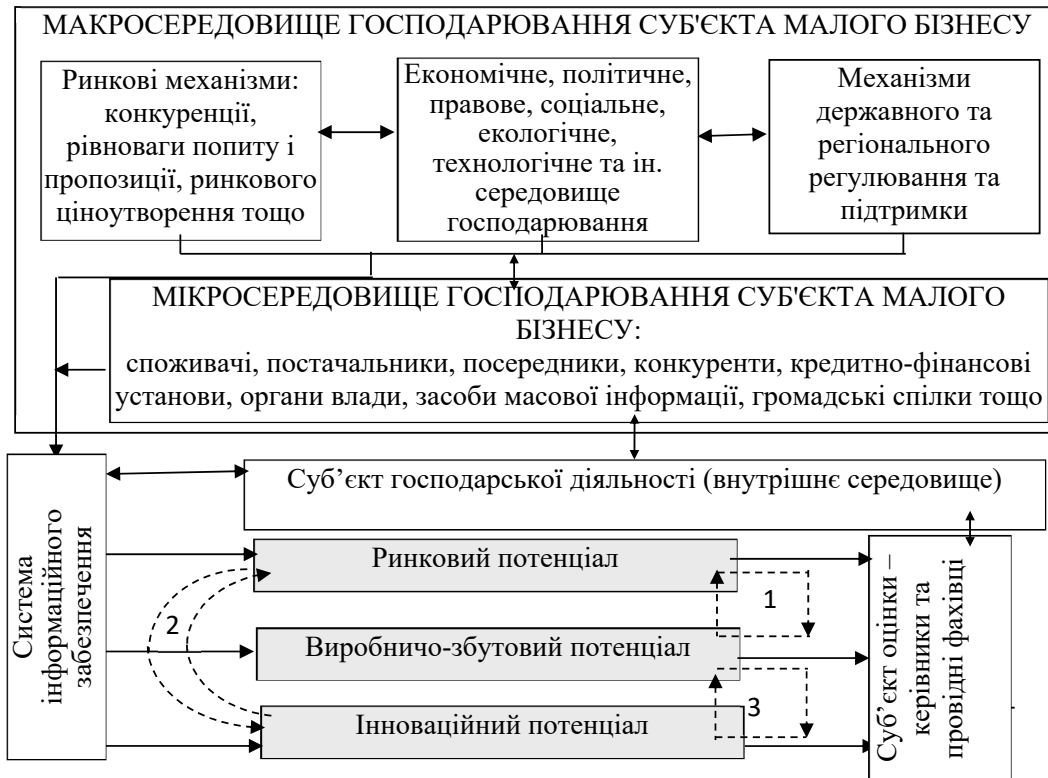 МАКРОСЕРЕДОВИЩЕ ГОСПОДАРЮВАННЯ СУБ'ЄКТА МАЛОГО БІЗНЕСУ
Ринкові механізми:
конкуренції,
рівноваги попиту і
пропозиції, ринкового
ціноутворення тощо
Економічне, політичне,
правове, соціальне,
екологічне,
технологічне та ін.
середовище
господарювання
Механізми
державного та
регіонального
регулювання та
підтримки
МІКРОСЕРЕДОВИЩЕ ГОСПОДАРЮВАННЯ СУБ'ЄКТА МАЛОГО
БІЗНЕСУ:
споживачі, постачальники, посередники, конкуренти, кредитно-фінансові
установи, органи влади, засоби масової інформації, громадські спілки тощо
Система
інформаційного
забезпечення
Суб’єкт господарської діяльності (внутрішнє середовище)
Ринковий потенціал
1
2
Виробничо-збутовий потенціал
3
Інноваційний потенціал
Суб’єкт оцінки –
керівники та
провідні фахівці